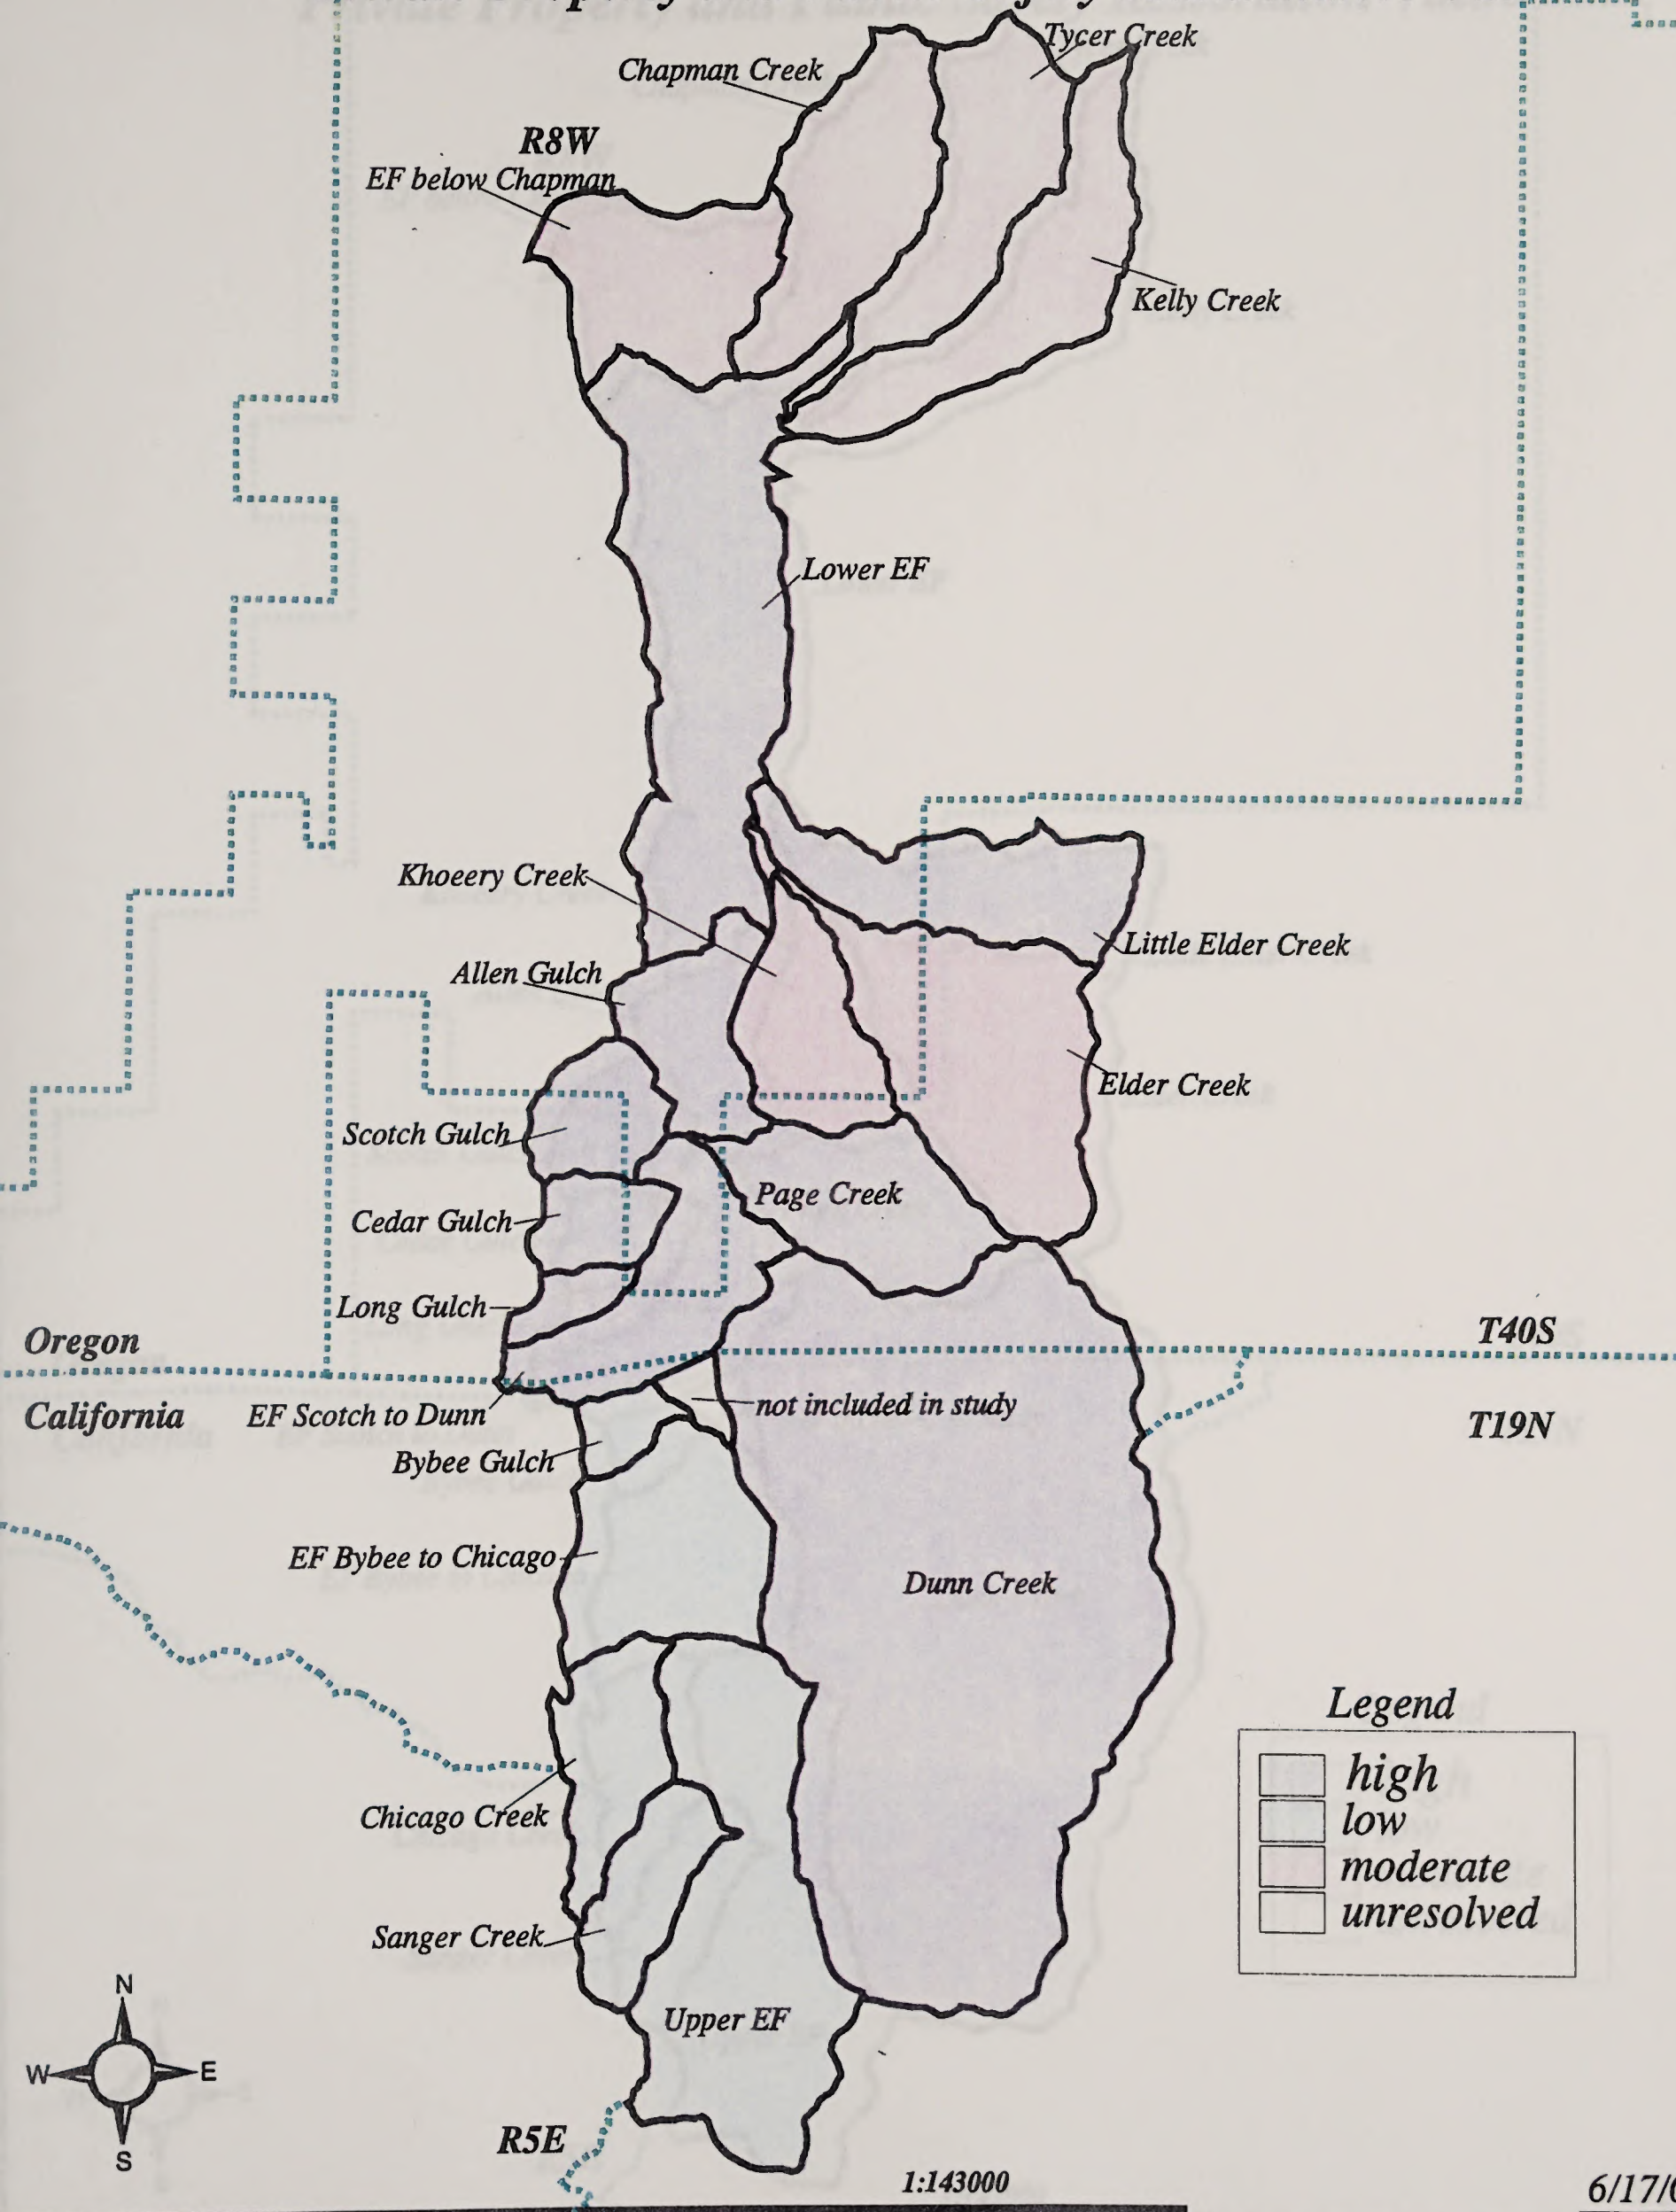 Tycer Creek
Chapman Creek
R8W
EF below Chapman
Kelly Creek
Lower EF
Khoeery Creek
Little Elder Creek
Allen Gulch
Elder Creek
Scotch Gulch
Page Creek
Cedar Gulch
Long Gulch
Oregon
T40S
California
EF Scotch to Dunn
not included in study
T19N
Bybee Gulch
EF Bybee to Chicago
Dunn Creek
Legend
high
low
moderate
unresolved
Chicago Creek
Sanger Creek
Upper EF
N
W
E
S
R5E
1:143000
6/17/